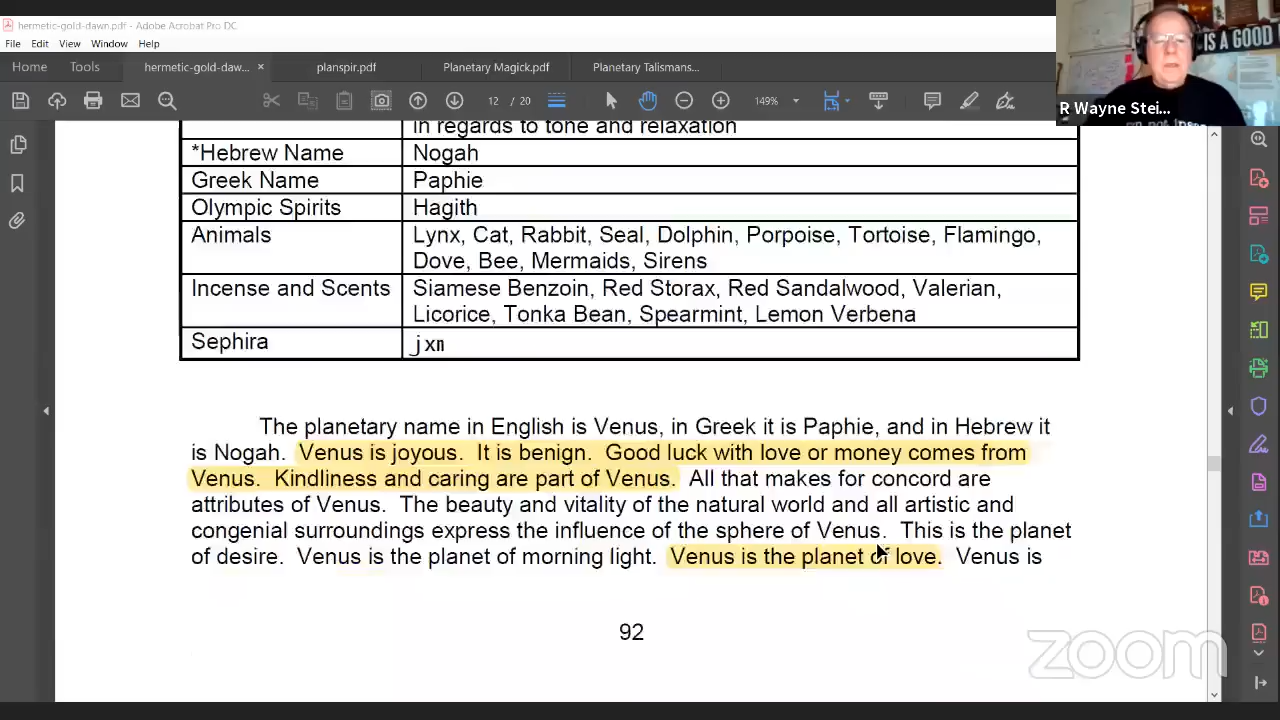 hermetic-gold-dawn.pdf - Adobe Acrobat Pro DC
File Edit View Window Help
Home Tools hermetic-gold-daw... × planspir.pdf Planetary Magick.pdf Planetary Talismans...
12 / 20 149%
IS A GOOD
R Wayne Stei...
in regards to tone and relaxation
*Hebrew Name Nogah
Greek Name Paphie
Olympic Spirits Hagith
Animals Lynx, Cat, Rabbit, Seal, Dolphin, Porpoise, Tortoise, Flamingo,
Dove, Bee, Mermaids, Sirens
Incense and Scents Siamese Benzoin, Red Storax, Red Sandalwood, Valerian,
Licorice, Tonka Bean, Spearmint, Lemon Verbena
Sephira jxn
The planetary name in English is Venus, in Greek it is Paphie, and in Hebrew it
is Nogah. Venus is joyous. It is benign. Good luck with love or money comes from
Venus. Kindliness and caring are part of Venus. All that makes for concord are
attributes of Venus. The beauty and vitality of the natural world and all artistic and
congenial surroundings express the influence of the sphere of Venus. This is the planet
of desire. Venus is the planet of morning light. Venus is the planet of love. Venus is
92
zoom